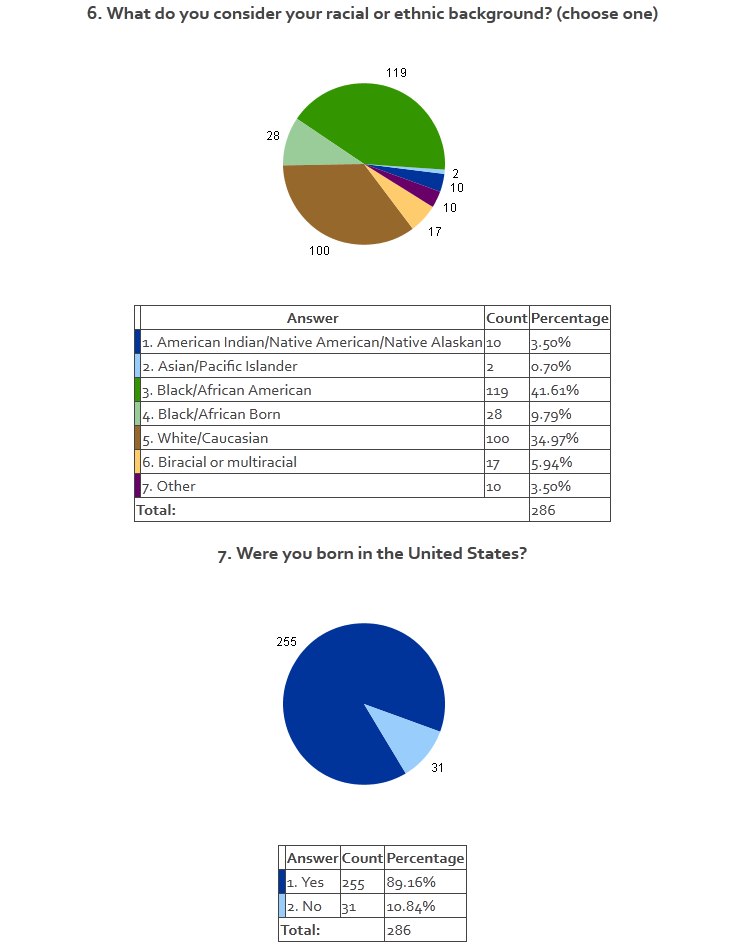 6. What do you consider your racial or ethnic background? (choose one)
119
28
2
10
10
17
100
Answer Count Percentage
1. American Indian/Native American/Native Alaskan 10 3.50%
2. Asian/Pacific Islander 2 0.70%
3. Black/African American 119 41.61%
4. Black/African Born 28 9.79%
5. White/Caucasian 100 34.97%
6. Biracial or multiracial 17 5.94%
7. Other 10 3.50%
Total: 286
7. Were you born in the United States?
255
31
Answer Count Percentage
1. Yes 255 89.16%
2. No 31 10.84%
Total: 286